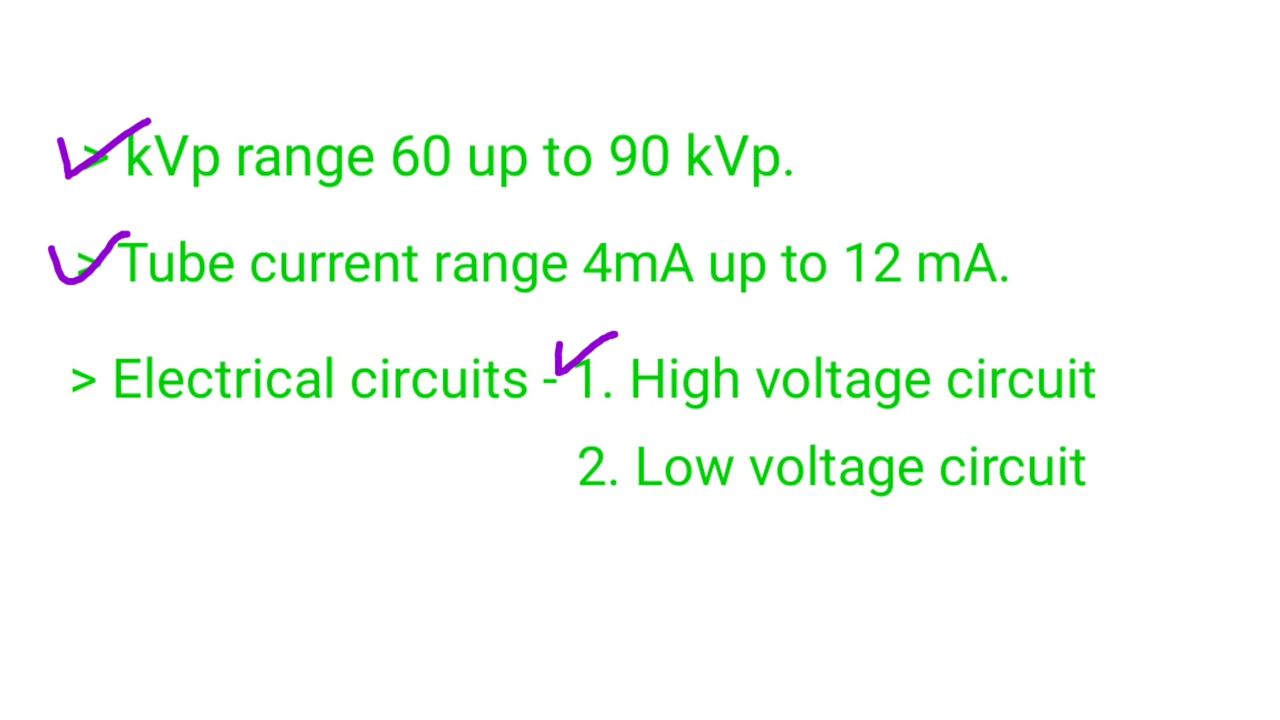 > kVp range 60 up to 90 kVp.
> Tube current range 4mA up to 12 mA.
> Electrical circuits - 1. High voltage circuit
2. Low voltage circuit